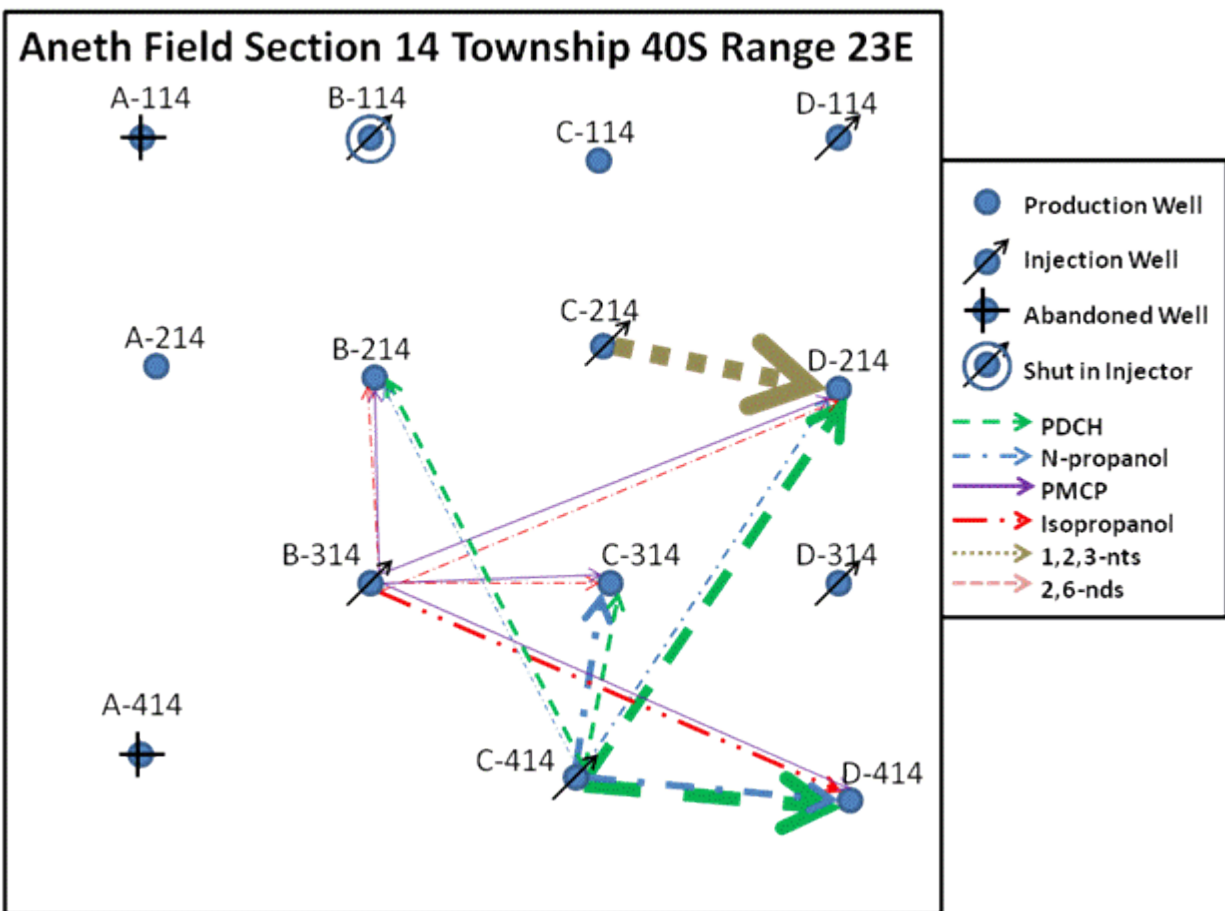 Aneth Field Section 14 Township 40S Range 23E
A-114
B-114
C-114
D-114
A-214
B-214
C-214
D-214
B-314
C-314
D-314
A-414
C-414
D-414
Production Well
Injection Well
Abandoned Well
Shut in Injector
PDCH
N-propanol
PMCP
Isopropanol
1,2,3-nts
2,6-nds